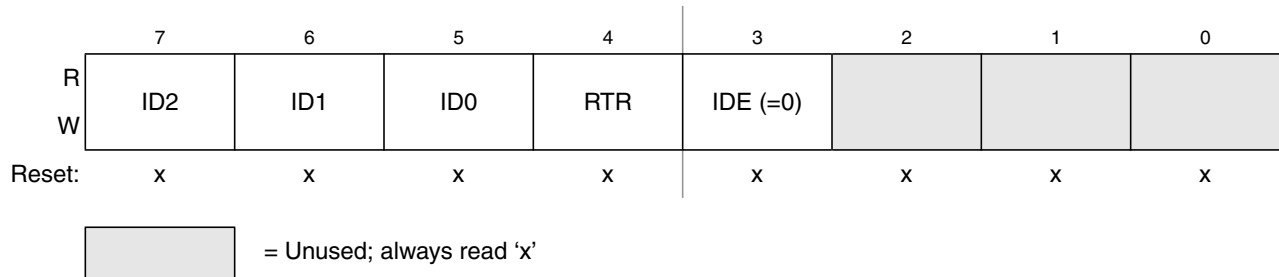 7 6 5 4 3 2 1 0
R
W
ID2 ID1 ID0 RTR IDE (=0)
Reset: x x x x x x x x
= Unused; always read ‘x’